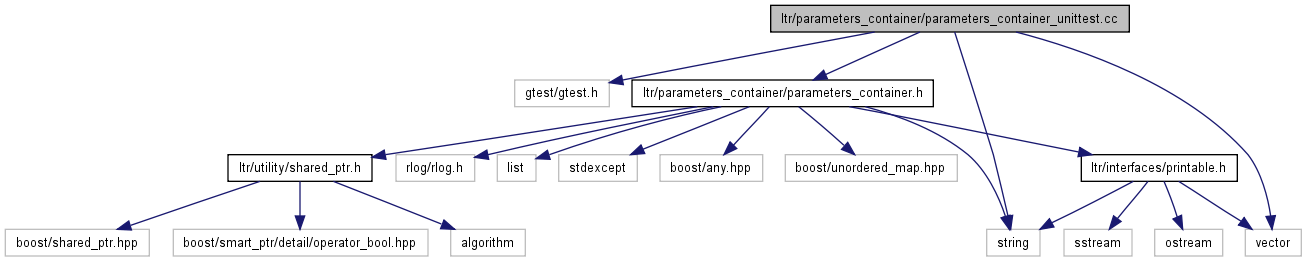 ltr/parameters_container/parameters_container_unittest.cc
gtest/gtest.h
ltr/parameters_container/parameters_container.h
ltr/utility/shared_ptr.h
rlog/rlog.h
list
stdexcept
boost/any.hpp
boost/unordered_map.hpp
ltr/interfaces/printable.h
boost/shared_ptr.hpp
boost/smart_ptr/detail/operator_bool.hpp
algorithm
string
sstream
ostream
vector